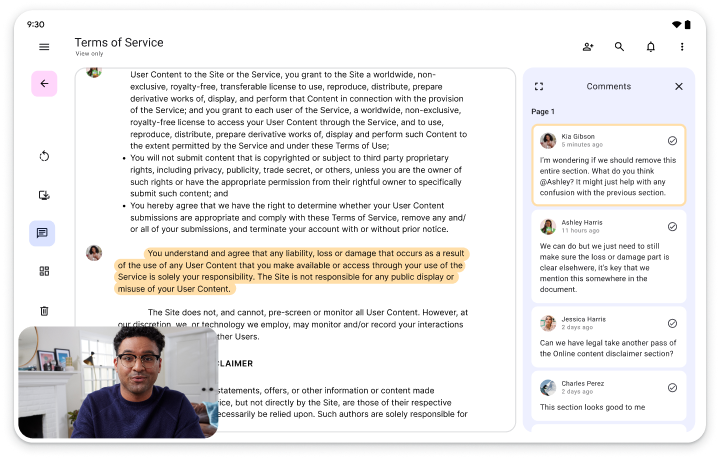 9:30
Terms of Service
View only
User Content to the Site or the Service, you grant to the Site a worldwide, non-
exclusive, royalty-free, transferable license to use, reproduce, distribute, prepare
derivative works of, display, and perform that Content in connection with the provision
of the Service; and you grant to each user of the Service, a worldwide, non-exclusive,
royalty-free license to access your User Content through the Service, and to use,
reproduce, distribute, prepare derivative works of, display and perform such Content to
the extent permitted by the Service and under these Terms of Use;
• You will not submit content that is copyrighted or subject to third party proprietary
rights, including privacy, publicity, trade secret, or others, unless you are the owner of
such rights or have the appropriate permission from their rightful owner to specifically
submit such content; and
• You hereby agree that we have the right to determine whether your User Content
submissions are appropriate and comply with these Terms of Service, remove any and/
or all of your submissions, and terminate your account with or without prior notice.
You understand and agree that any liability, loss or damage that occurs as a result
of the use of any User Content that you make available or access through your use of the
Service is solely your responsibility. The Site is not responsible for any public display or
misuse of your User Content.
The Site does not, and cannot, pre-screen or monitor all User Content. However, at
our discretion, we, or technology we employ, may monitor and/or record your interactions
ther Users.
CLAIMER
statements, offers, or other information or content made
ice, but not directly by the Site, are those of their respective
ecessarily be relied upon. Such authors are solely responsible for
Comments
Page 1
Kia Gibson
5 minutes ago
I'm wondering if we should remove this
entire section. What do you think
@Ashley? It might just help with any
confusion with the previous section.
Ashley Harris
11 hours ago
We can do but we just need to still
make sure the loss or damage part is
clear elsewhere, it's key that we
mention this somewhere in the
document.
Jessica Harris
2 days ago
Can we have legal take another pass of
the Online content disclaimer section?
Charles Perez
2 days ago
This section looks good to me